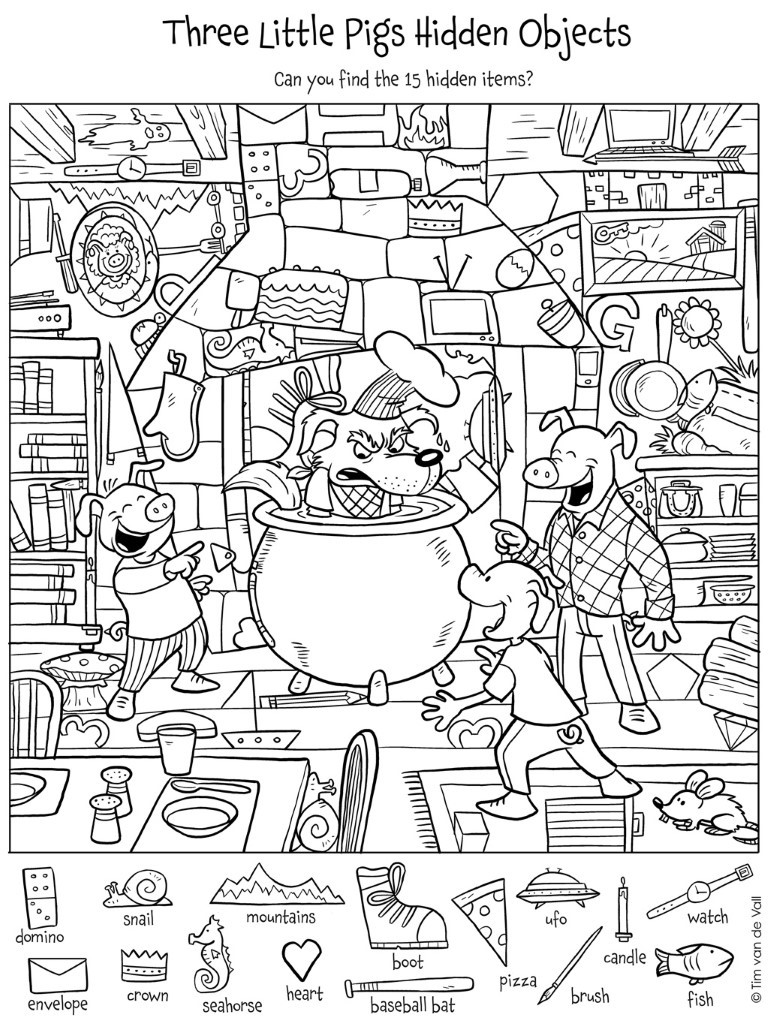 Three Little Pigs Hidden Objects
Can you find the 15 hidden items?
G
domino
snail
mountains
boot
pizza
ufo
candle
watch
envelope
crown
seahorse
heart
baseball bat
brush
fish
© Tim van de Vall